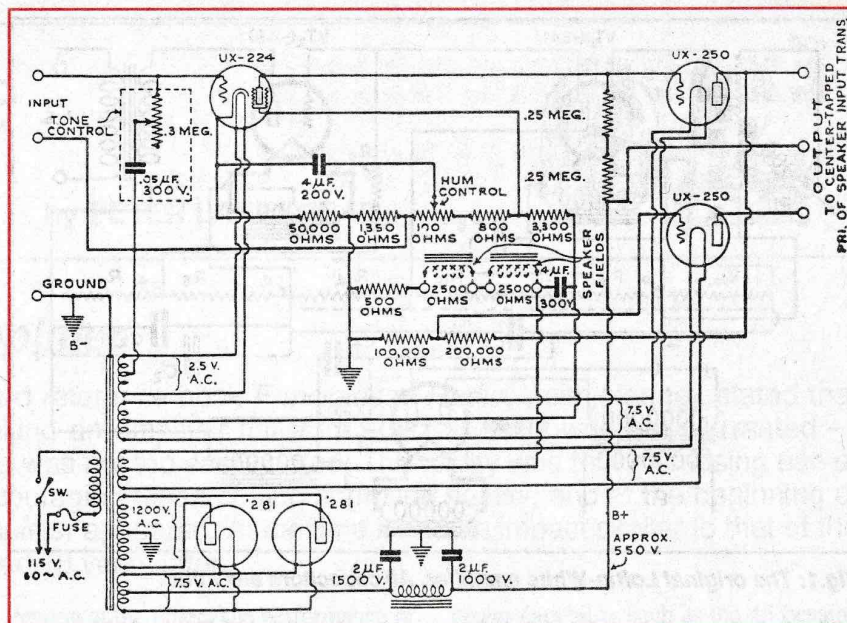 UX-224
UX-250
INPUT
TONE
CONTROL
.3 MEG.
.05 µF.
300 V.
.25 MEG.
4 µF.
200 V.
HUM
CONTROL
.25 MEG.
50,000
OHMS
1,350
OHMS
100
OHMS
800
OHMS
3,300
OHMS
UX-250
OUTPUT
TO CENTER-TAPPED
PRI. OF SPEAKER INPUT TRANS.
SPEAKER
FIELDS
500
OHMS
2500
OHMS
2500
OHMS
4 µF.
300V.
GROUND
B-
100,000
OHMS
200,000
OHMS
2.5 V.
A.C.
7.5 V.
A.C.
7.5 V.
A.C.
SW.
FUSE
115 V.
60~ A.C.
1200V.
A.C.
'281
'281
7.5 V. A.C.
2 µF.
1500 V.
2 µF.
1000 V.
B+
APPROX.
550 V.